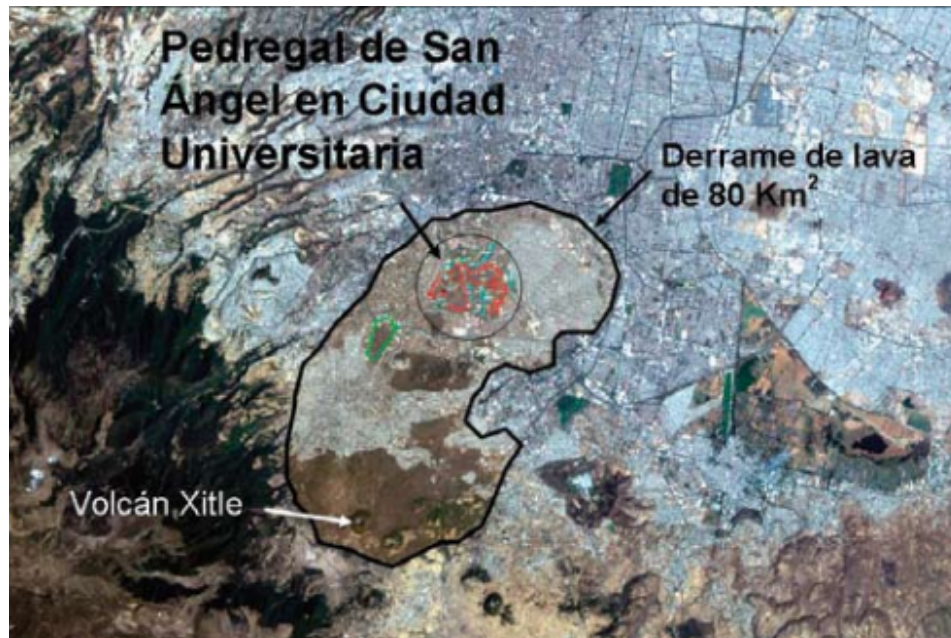 Pedregal de San
Ángel en Ciudad
Universitaria
Derrame de lava
de 80 Km²
Volcán Xitle